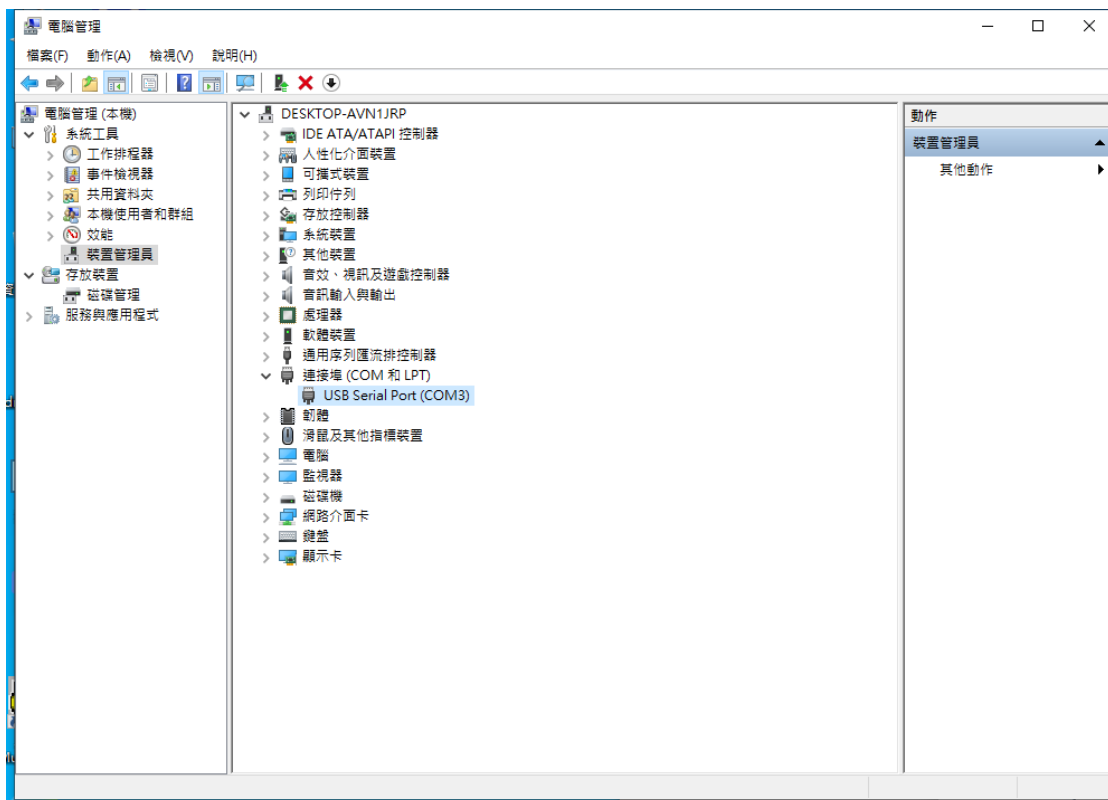 電腦管理
檔案(F) 動作(A) 檢視(V) 說明(H)
電腦管理 (本機)
系統工具
工作排程器
事件檢視器
共用資料夾
本機使用者和群組
效能
裝置管理員
存放裝置
磁碟管理
服務與應用程式
DESKTOP-AVN1JRP
IDE ATA/ATAPI 控制器
人性化介面裝置
可攜式裝置
列印佇列
存放控制器
系統裝置
其他裝置
音效、視訊及遊戲控制器
音訊輸入與輸出
處理器
軟體裝置
通用序列匯流排控制器
連接埠 (COM 和 LPT)
USB Serial Port (COM3)
韌體
滑鼠及其他指標裝置
電腦
監視器
磁碟機
網路介面卡
鍵盤
顯示卡
動作
裝置管理員
其他動作